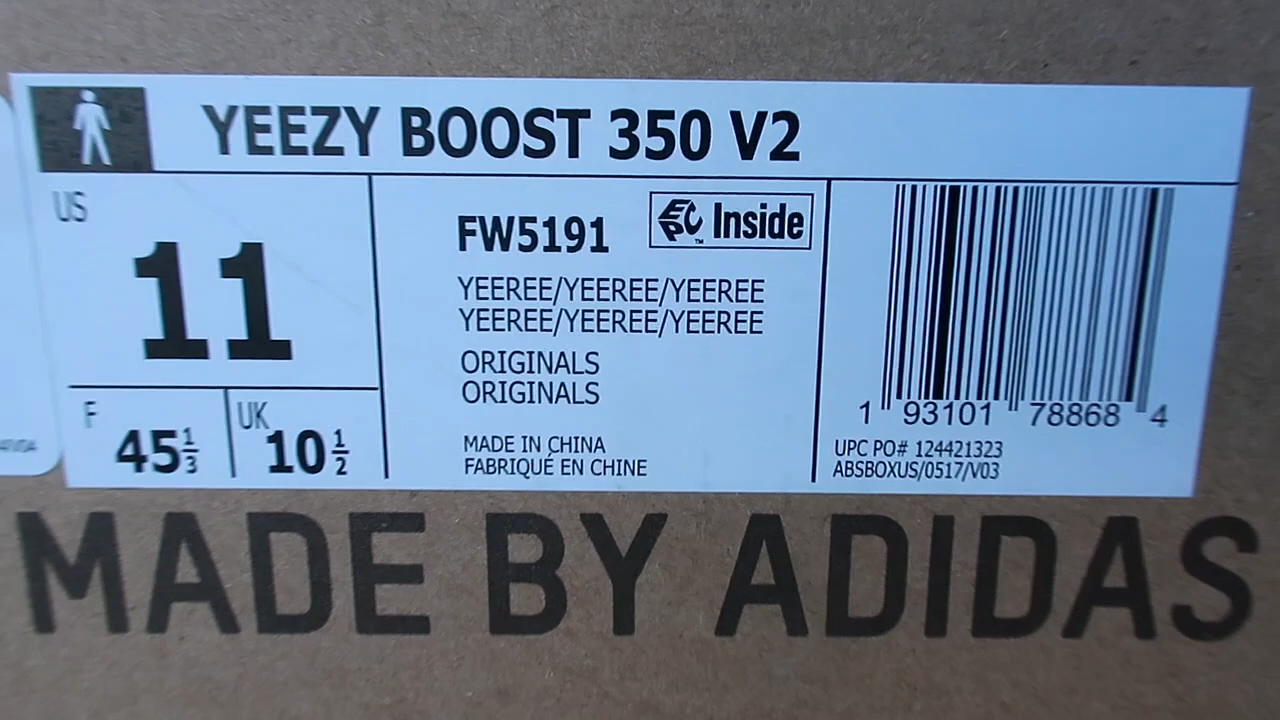 YEEZY BOOST 350 V2
US
11
F
45 1/3
UK
10 1/2
FW5191
EPC™ Inside
YEEREE/YEEREE/YEEREE
YEEREE/YEEREE/YEEREE
ORIGINALS
ORIGINALS
MADE IN CHINA
FABRIQUÉ EN CHINE
1 93101 78868 4
UPC PO# 124421323
ABSBOXUS/0517/V03
MADE BY ADIDAS